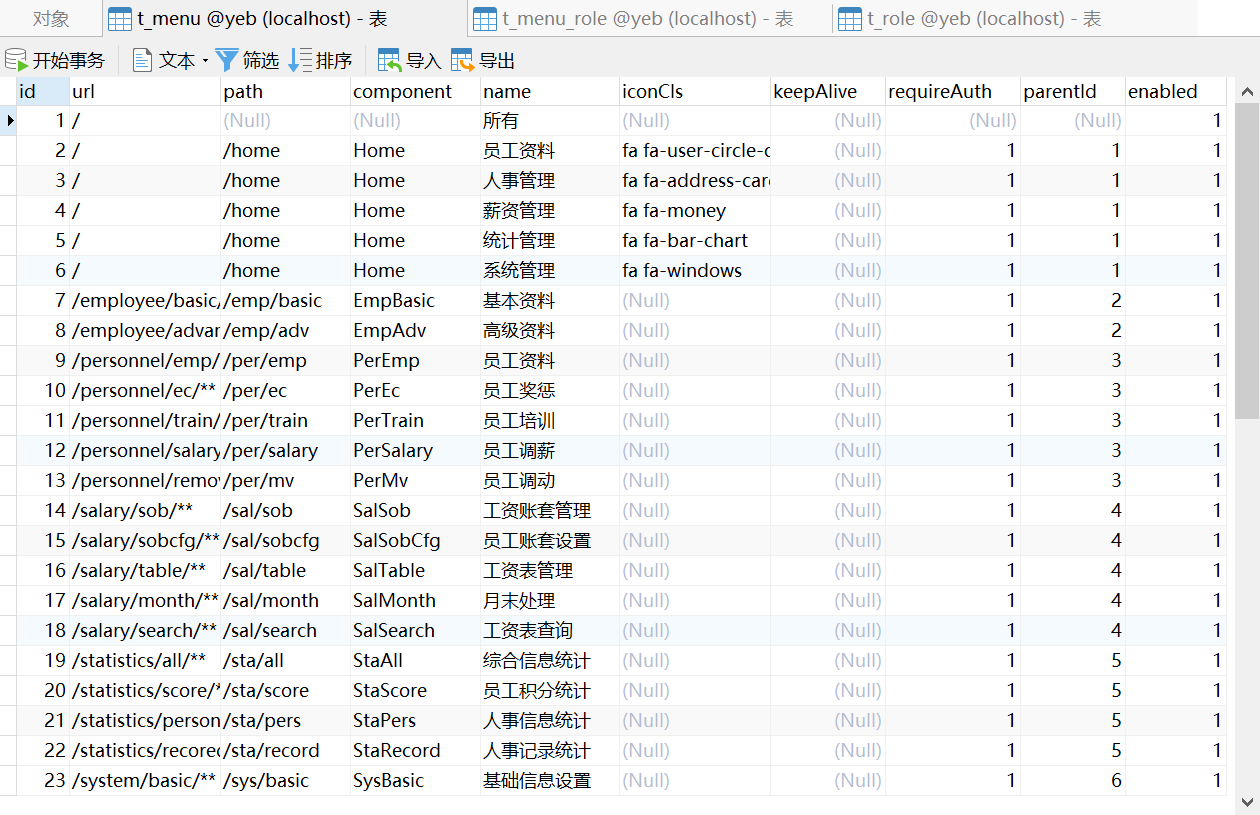 对象 t_menu @yeb (localhost) - 表 t_menu_role @yeb (localhost) - 表 t_role @yeb (localhost) - 表
开始事务 文本 筛选 排序 导入 导出
id url path component name iconCls keepAlive requireAuth parentId enabled
1 / (Null) (Null) 所有 (Null) (Null) (Null) (Null) 1
2 / /home Home 员工资料 fa fa-user-circle- (Null) 1 1 1
3 / /home Home 人事管理 fa fa-address-car (Null) 1 1 1
4 / /home Home 薪资管理 fa fa-money (Null) 1 1 1
5 / /home Home 统计管理 fa fa-bar-chart (Null) 1 1 1
6 / /home Home 系统管理 fa fa-windows (Null) 1 1 1
7 /employee/basic/ /emp/basic EmpBasic 基本资料 (Null) (Null) 1 2 1
8 /employee/advan /emp/adv EmpAdv 高级资料 (Null) (Null) 1 2 1
9 /personnel/emp/ /per/emp PerEmp 员工资料 (Null) (Null) 1 3 1
10 /personnel/ec/** /per/ec PerEc 员工奖惩 (Null) (Null) 1 3 1
11 /personnel/train/ /per/train PerTrain 员工培训 (Null) (Null) 1 3 1
12 /personnel/salary /per/salary PerSalary 员工调薪 (Null) (Null) 1 3 1
13 /personnel/remov /per/mv PerMv 员工调动 (Null) (Null) 1 3 1
14 /salary/sob/** /sal/sob SalSob 工资账套管理 (Null) (Null) 1 4 1
15 /salary/sobcfg/** /sal/sobcfg SalSobCfg 员工账套设置 (Null) (Null) 1 4 1
16 /salary/table/** /sal/table SalTable 工资表管理 (Null) (Null) 1 4 1
17 /salary/month/** /sal/month SalMonth 月末处理 (Null) (Null) 1 4 1
18 /salary/search/** /sal/search SalSearch 工资表查询 (Null) (Null) 1 4 1
19 /statistics/all/** /sta/all StaAll 综合信息统计 (Null) (Null) 1 5 1
20 /statistics/score/* /sta/score StaScore 员工积分统计 (Null) (Null) 1 5 1
21 /statistics/person /sta/pers StaPers 人事信息统计 (Null) (Null) 1 5 1
22 /statistics/recored /sta/record StaRecord 人事记录统计 (Null) (Null) 1 5 1
23 /system/basic/** /sys/basic SysBasic 基础信息设置 (Null) (Null) 1 6 1